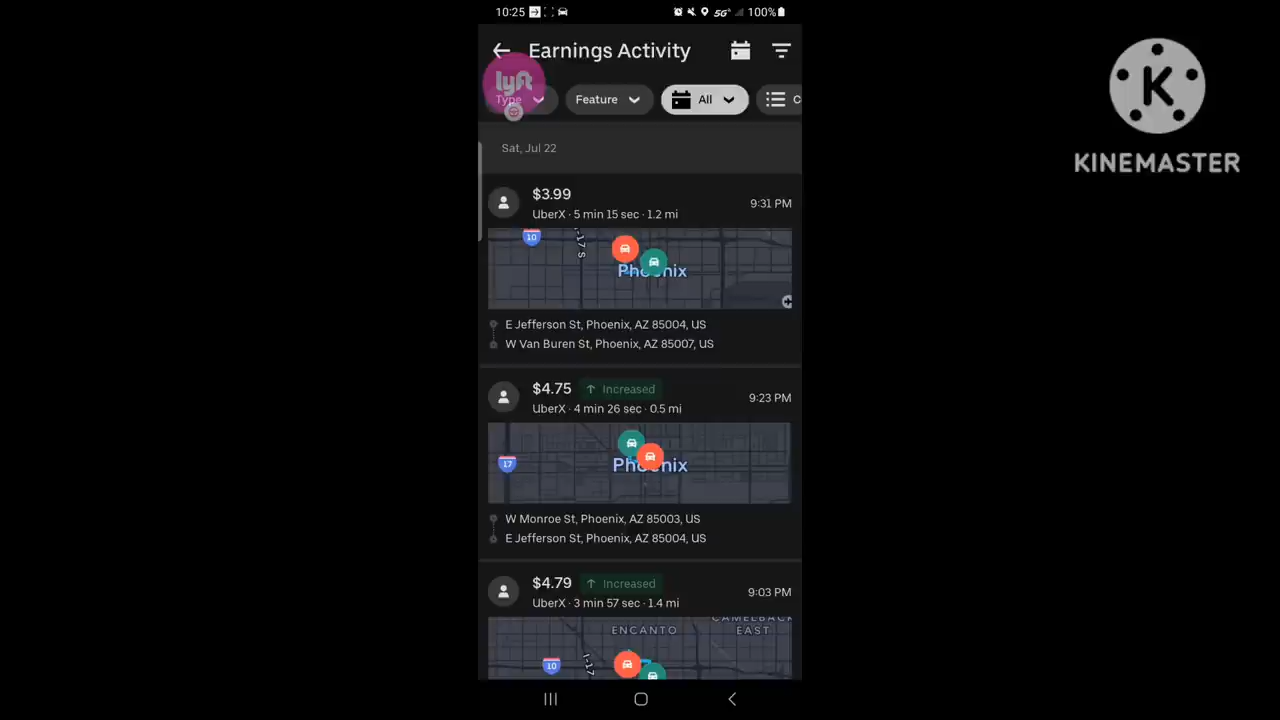 10:25
5G
100%
Earnings Activity
lyft
Type
Feature
All
C
Sat, Jul 22
$3.99
9:31 PM
UberX · 5 min 15 sec · 1.2 mi
10
I-17 S
Phoenix
E Jefferson St, Phoenix, AZ 85004, US
W Van Buren St, Phoenix, AZ 85007, US
$4.75
Increased
9:23 PM
UberX · 4 min 26 sec · 0.5 mi
17
Phoenix
W Monroe St, Phoenix, AZ 85003, US
E Jefferson St, Phoenix, AZ 85004, US
$4.79
Increased
9:03 PM
UberX · 3 min 57 sec · 1.4 mi
ENCANTO
CAMELBACK
EAST
10
I-17
K
KINEMASTER